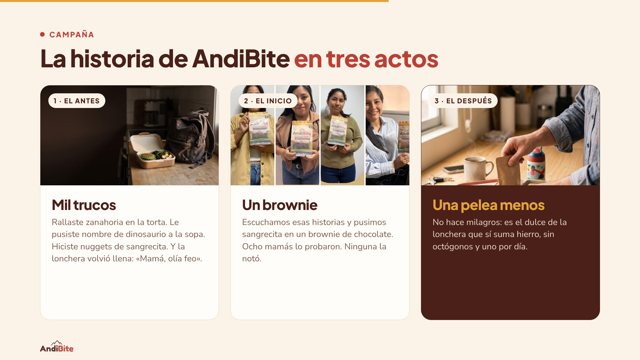 CAMPAÑA
La historia de AndiBite en tres actos
1 · EL ANTES
Mil trucos
Rallaste zanahoria en la torta. Le
pusiste nombre de dinosaurio a la sopa.
Hiciste nuggets de sangrecita. Y la
lonchera volvió llena: «Mamá, olía feo».
2 · EL INICIO
Un brownie
Escuchamos esas historias y pusimos
sangrecita en un brownie de chocolate.
Ocho mamás lo probaron. Ninguna la
notó.
3 · EL DESPUÉS
Una pelea menos
No hace milagros: es el dulce de la
lonchera que sí suma hierro, sin
octógonos y uno por día.
AndiBite